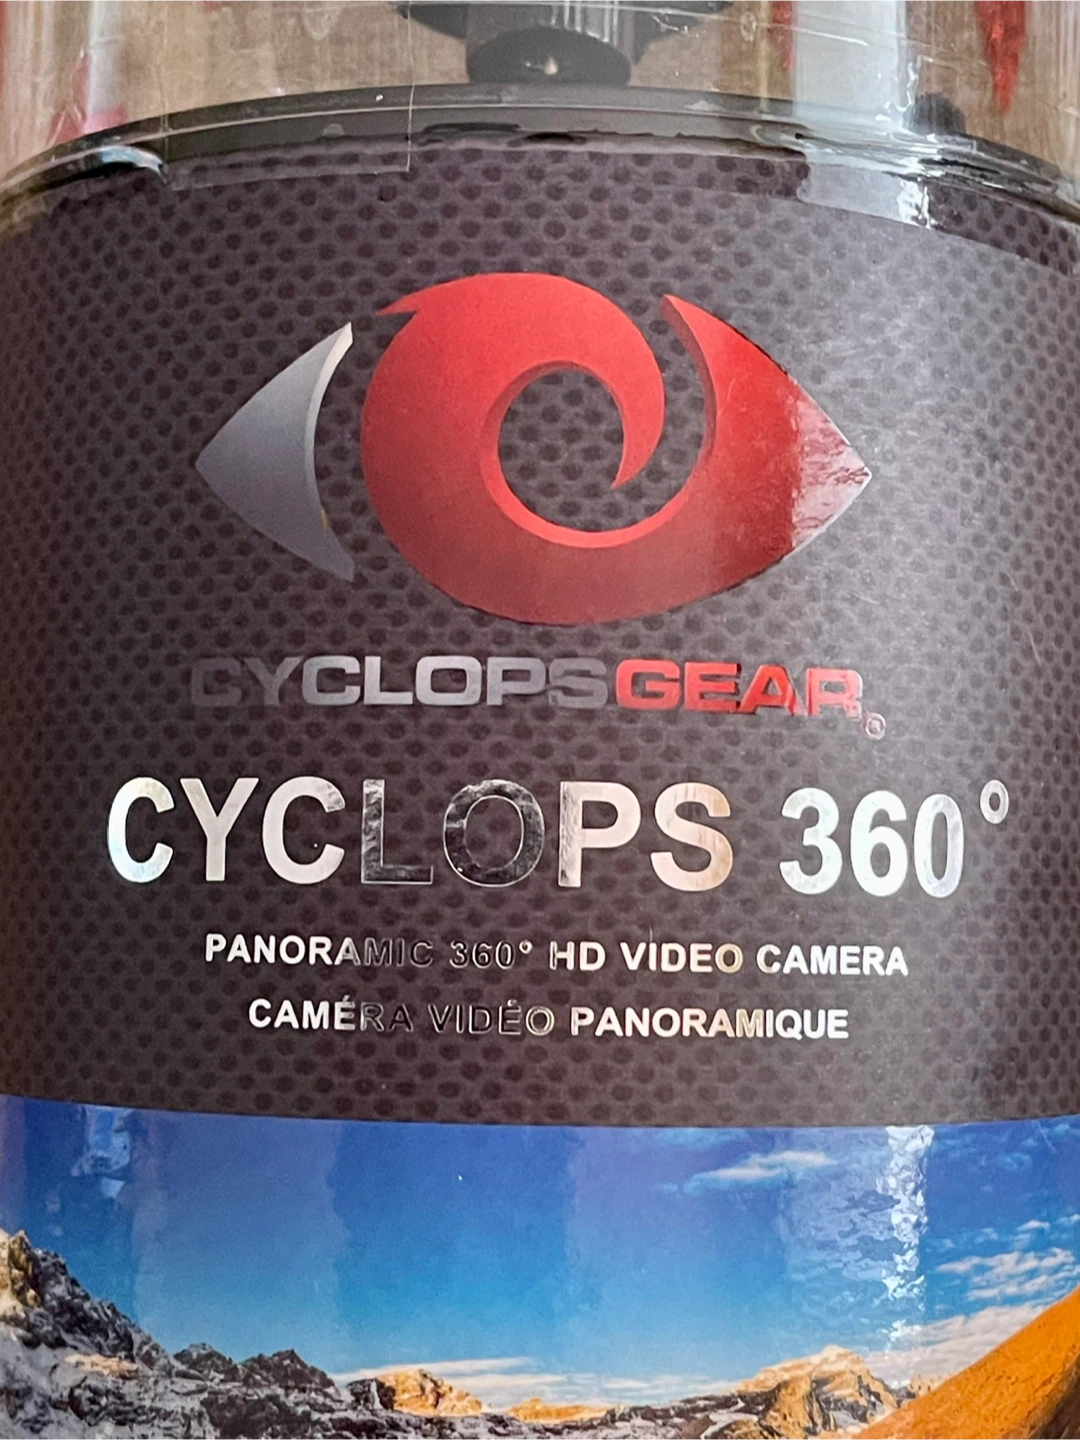 CYCLOPSGEAR®
CYCLOPS 360°
PANORAMIC 360° HD VIDEO CAMERA
CAMÉRA VIDÉO PANORAMIQUE